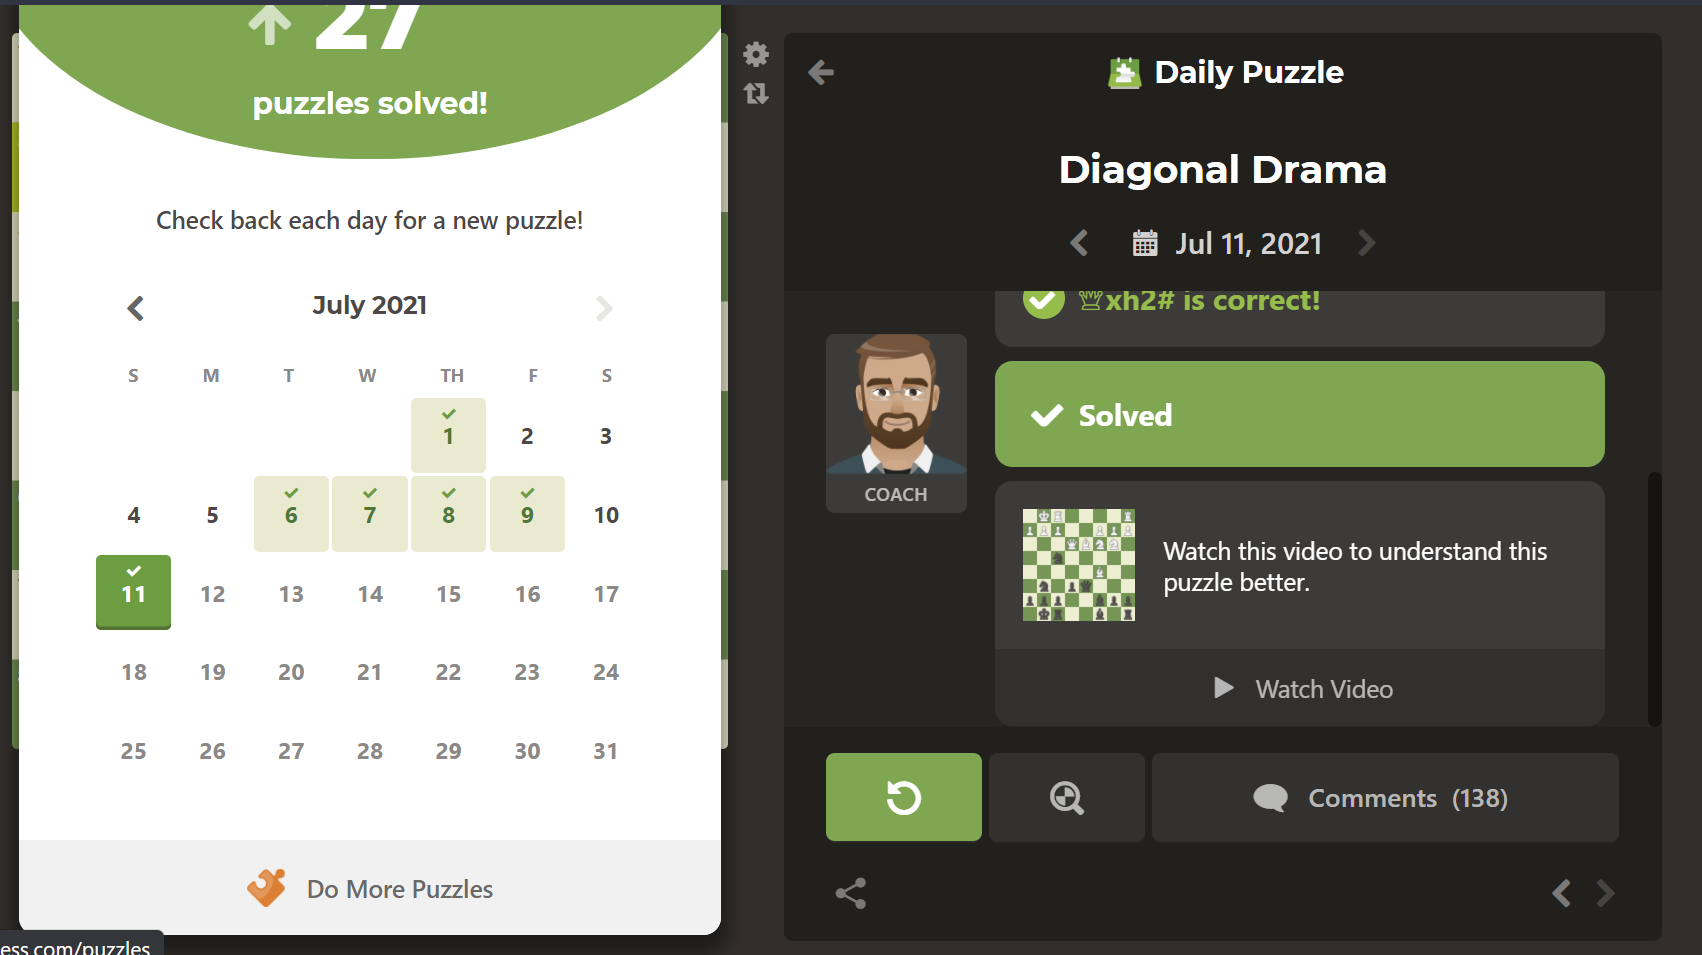 27
puzzles solved!
Check back each day for a new puzzle!
July 2021
S M T W TH F S
1 2 3
4 5 6 7 8 9 10
11 12 13 14 15 16 17
18 19 20 21 22 23 24
25 26 27 28 29 30 31
Do More Puzzles
ess.com/puzzles
Daily Puzzle
Diagonal Drama
Jul 11, 2021
♕xh2# is correct!
COACH
Solved
Watch this video to understand this
puzzle better.
Watch Video
Comments (138)